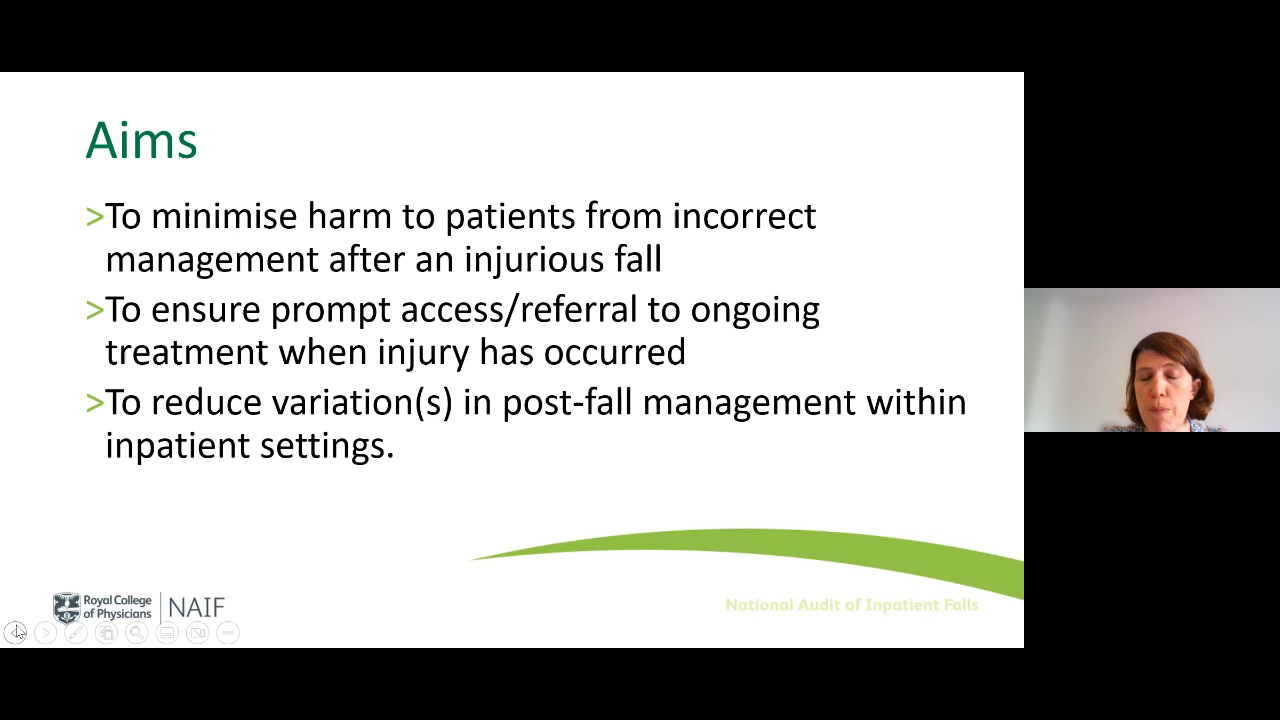 Aims
>To minimise harm to patients from incorrect
management after an injurious fall
>To ensure prompt access/referral to ongoing
treatment when injury has occurred
>To reduce variation(s) in post-fall management within
inpatient settings.
Royal College
of Physicians
NAIF
National Audit of Inpatient Falls